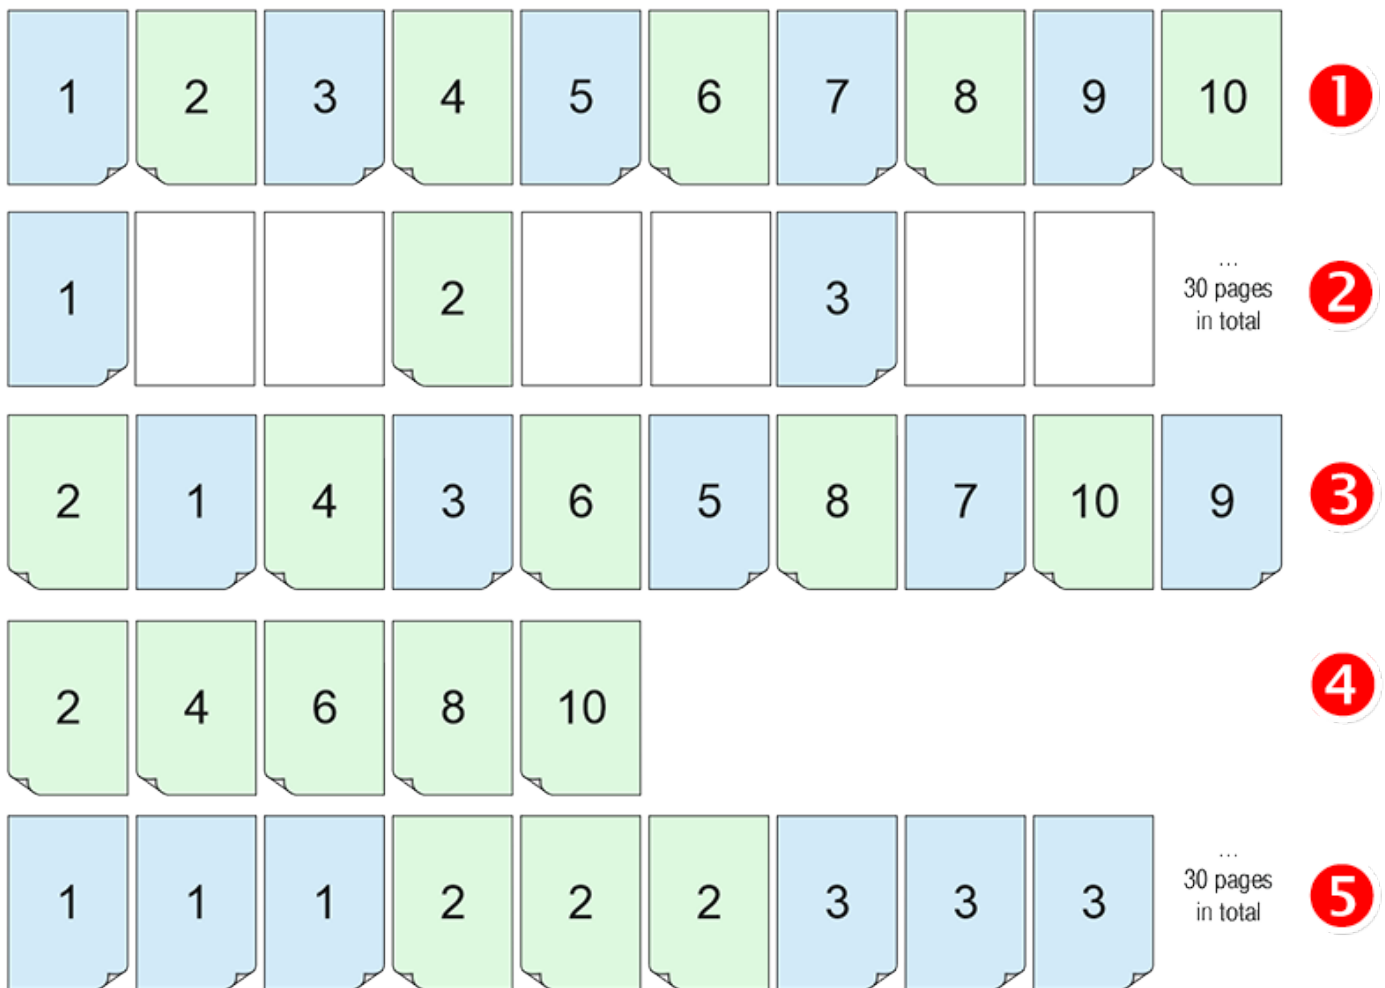 1 2 3 4 5 6 7 8 9 10 1
1 2 3 ... 30 pages in total 2
2 1 4 3 6 5 8 7 10 9 3
2 4 6 8 10 4
1 1 1 2 2 2 3 3 3 ... 30 pages in total 5